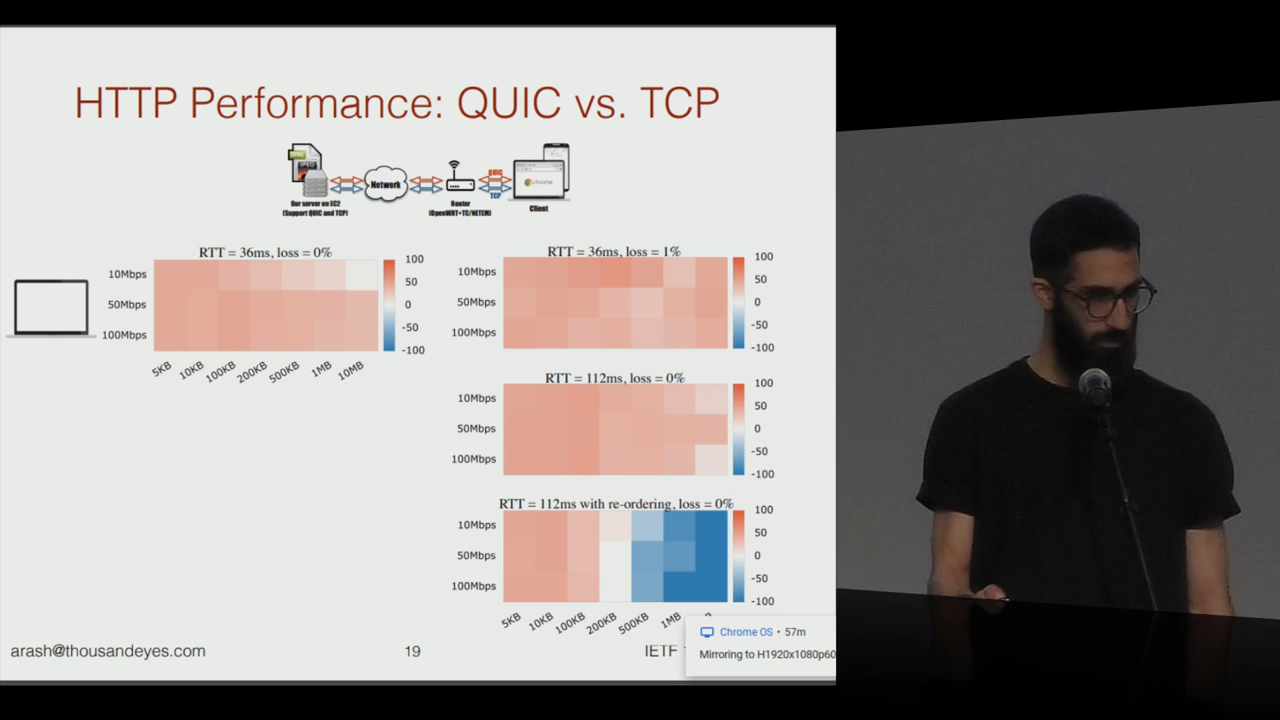 HTTP Performance: QUIC vs. TCP
HTML
JPEG
Network
QUIC
TCP
chrome
Our server on EC2
(Support QUIC and TCP)
Router
(OpenWRT+TC/NETEM)
Client
RTT = 36ms, loss = 0%
10Mbps
50Mbps
100Mbps
100
50
0
-50
-100
5KB 10KB 100KB 200KB 500KB 1MB 10MB
RTT = 36ms, loss = 1%
10Mbps
50Mbps
100Mbps
100
50
0
-50
-100
RTT = 112ms, loss = 0%
10Mbps
50Mbps
100Mbps
100
50
0
-50
-100
RTT = 112ms with re-ordering, loss = 0%
10Mbps
50Mbps
100Mbps
100
50
0
-50
-100
5KB 10KB 100KB 200KB 500KB 1MB
arash@thousandeyes.com 19 IETF
Chrome OS • 57m
Mirroring to H1920x1080p60